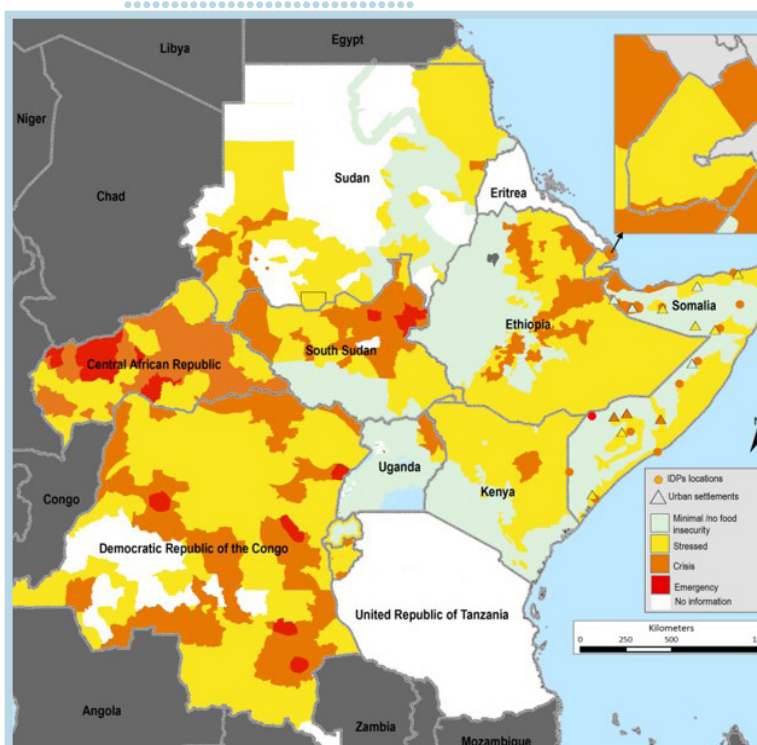 Egypt
Libya
Niger
Chad
Sudan
Eritrea
Somalia
Ethiopia
South Sudan
Central African Republic
Uganda
Kenya
Congo
Democratic Republic of the Congo
United Republic of Tanzania
Angola
Zambia
Mozambique
IDPs locations
Urban settlements
Minimal /no food
insecurity
Stressed
Crisis
Emergency
No information
Kilometers
0 250 500